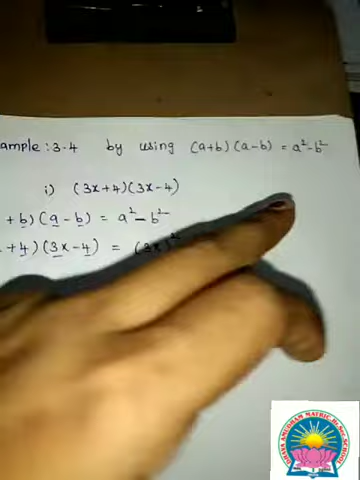 ample : 3.4 by using (a+b) (a-b) = a²-b²
i) (3x+4)(3x-4)
+ b) (a - b) = a² - b²
+ 4) (3x - 4) = (3x)²